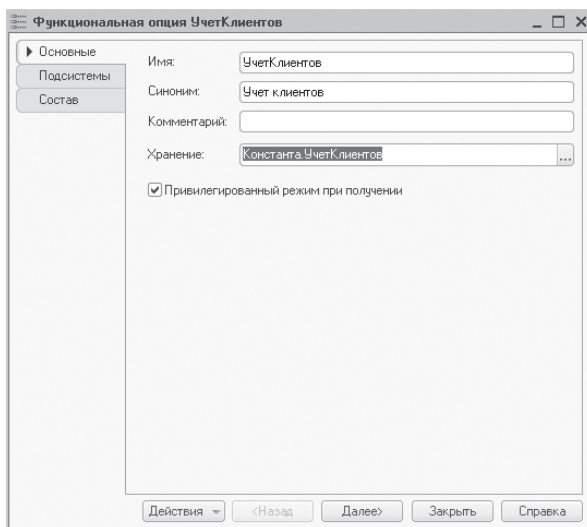 Функциональная опция УчетКлиентов
Основные
Подсистемы
Состав
Имя: УчетКлиентов
Синоним: Учет клиентов
Комментарий:
Хранение: Константа.УчетКлиентов ...
Привилегированный режим при получении
Действия <Назад Далее> Закрыть Справка